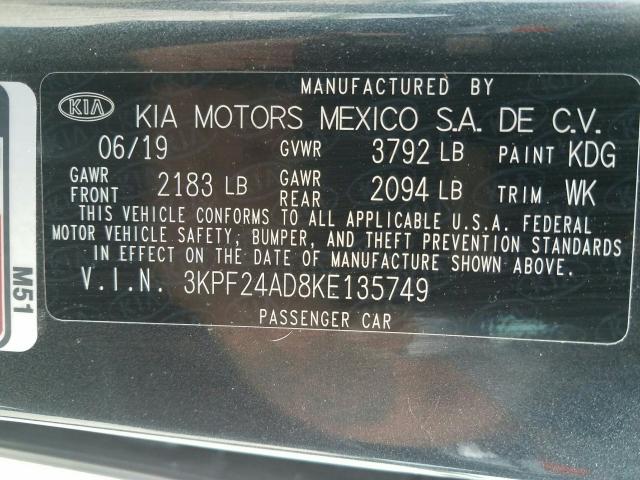 MANUFACTURED BY
KIA KIA MOTORS MEXICO S.A. DE C.V.
06/19 GVWR 3792 LB PAINT KDG
GAWR FRONT 2183 LB GAWR REAR 2094 LB TRIM WK
THIS VEHICLE CONFORMS TO ALL APPLICABLE U.S.A. FEDERAL
MOTOR VEHICLE SAFETY, BUMPER, AND THEFT PREVENTION STANDARDS
IN EFFECT ON THE DATE OF MANUFACTURE SHOWN ABOVE.
V.I.N. 3KPF24AD8KE135749
PASSENGER CAR
M51